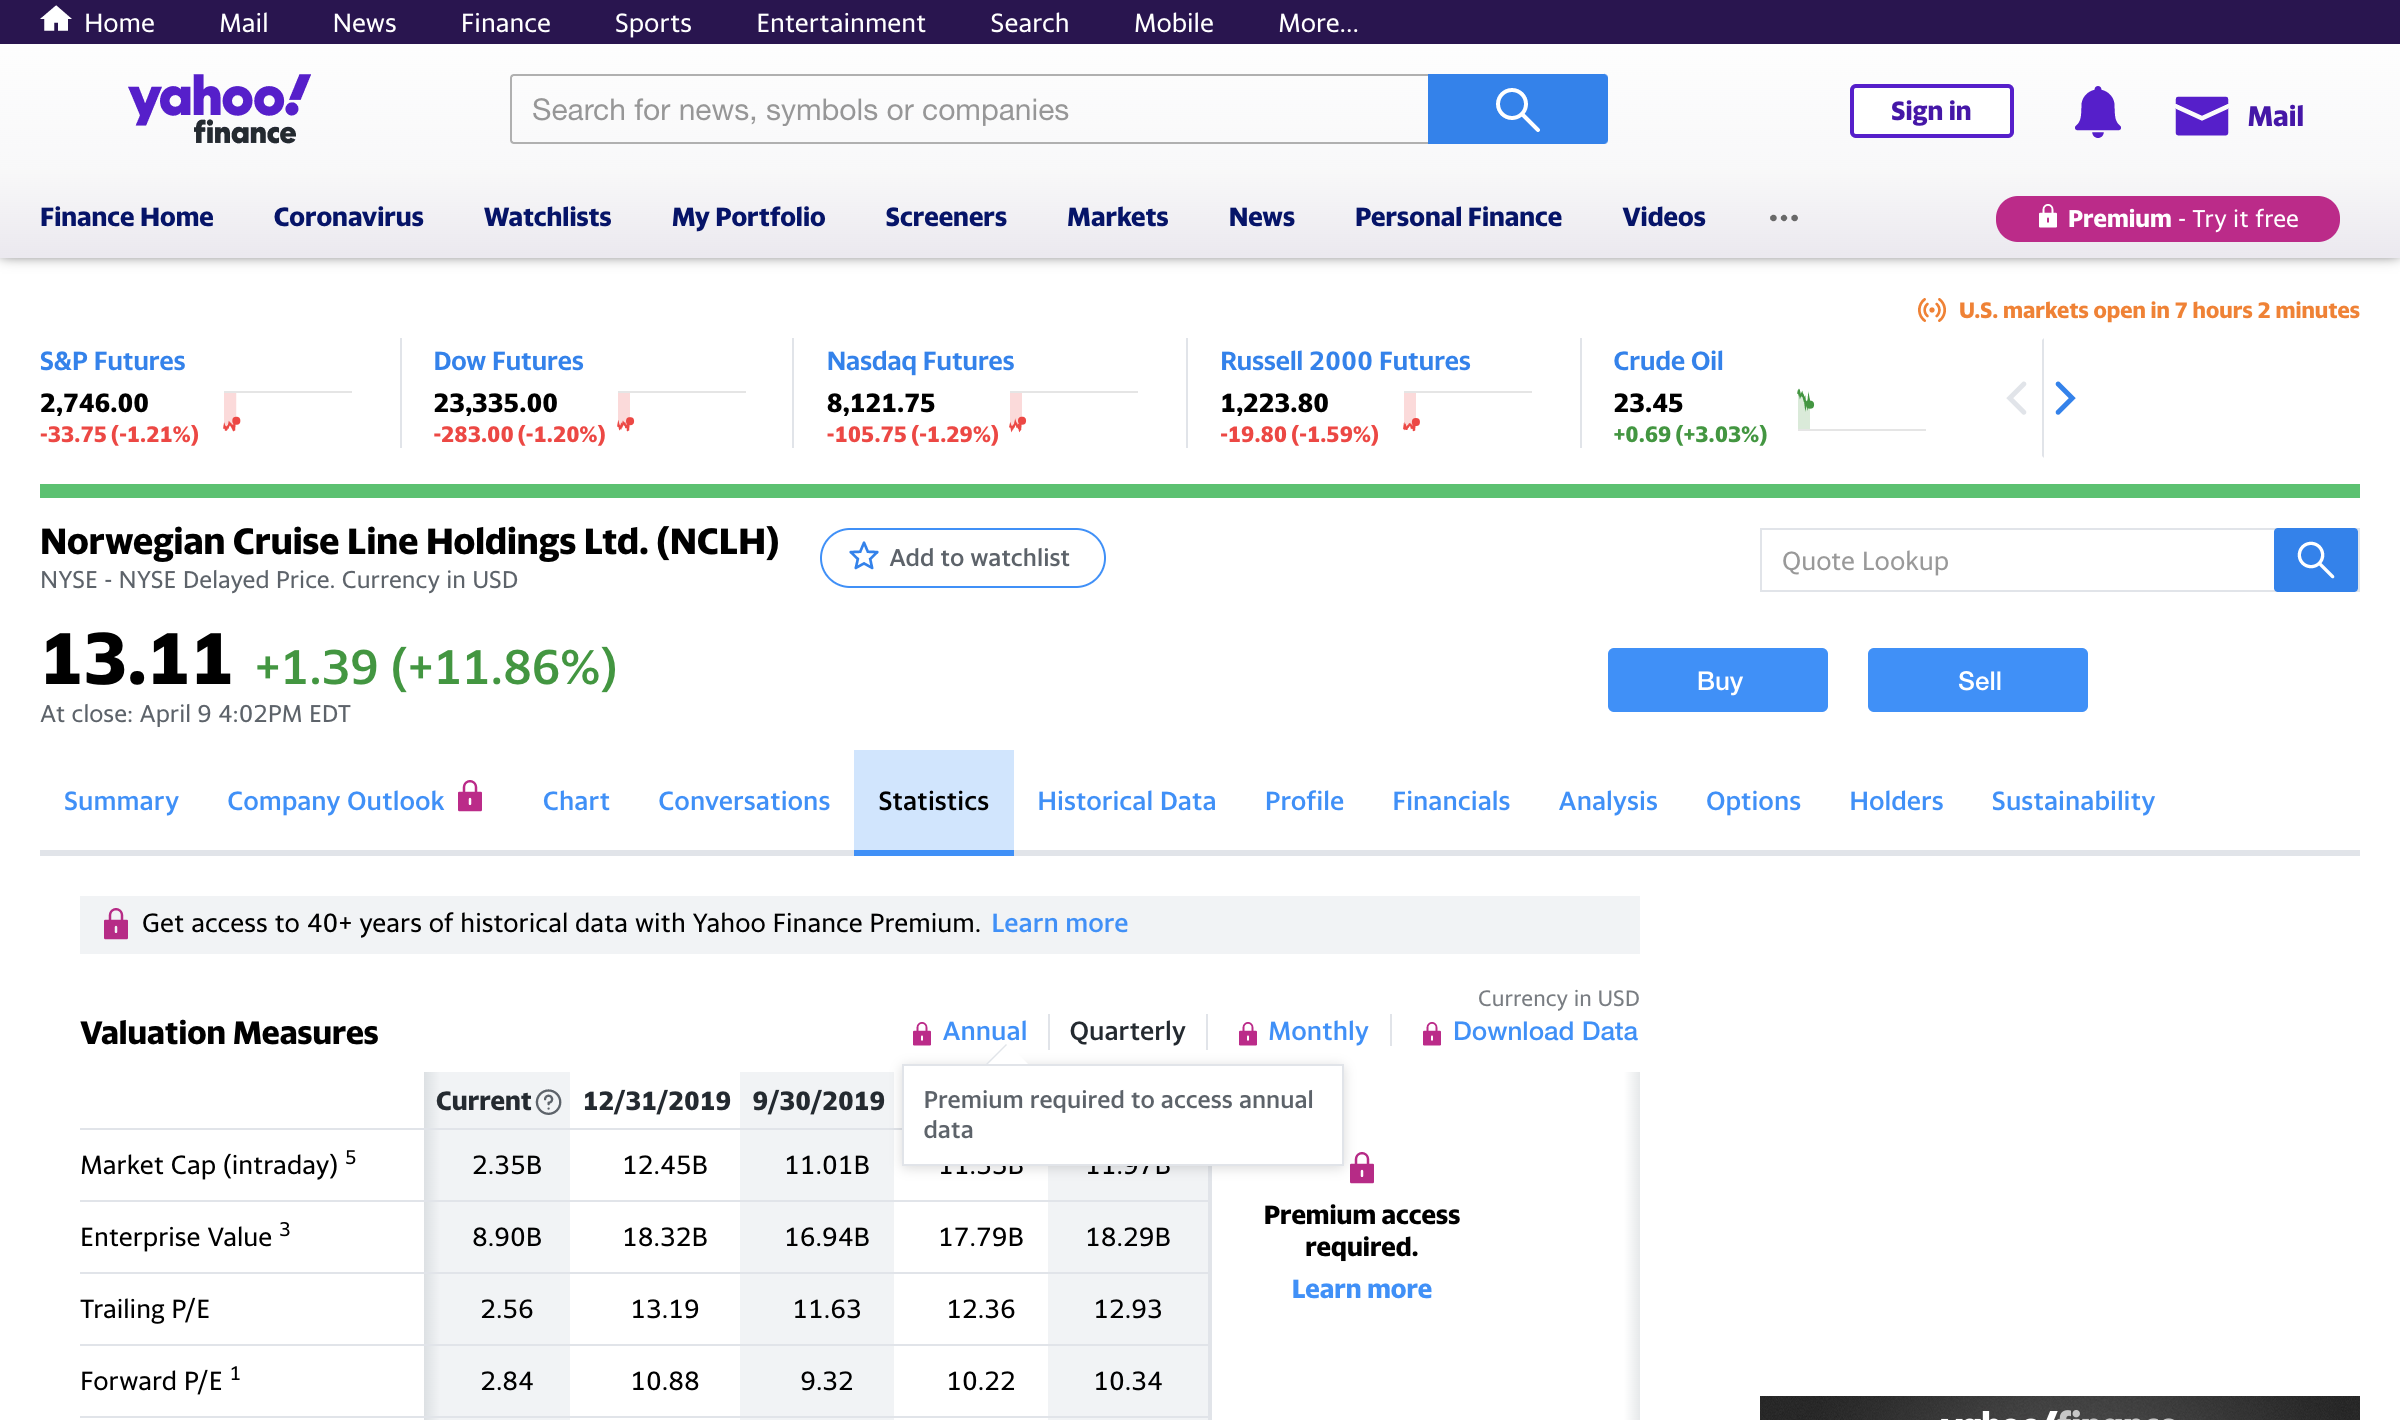 Home Mail News Finance Sports Entertainment Search Mobile More...
yahoo!
finance
Search for news, symbols or companies
Sign in
Mail
Finance Home Coronavirus Watchlists My Portfolio Screeners Markets News Personal Finance Videos ••• Premium - Try it free
U.S. markets open in 7 hours 2 minutes
S&P Futures
2,746.00
-33.75 (-1.21%)
Dow Futures
23,335.00
-283.00 (-1.20%)
Nasdaq Futures
8,121.75
-105.75 (-1.29%)
Russell 2000 Futures
1,223.80
-19.80 (-1.59%)
Crude Oil
23.45
+0.69 (+3.03%)
Norwegian Cruise Line Holdings Ltd. (NCLH)
NYSE - NYSE Delayed Price. Currency in USD
Add to watchlist
Quote Lookup
13.11 +1.39 (+11.86%)
At close: April 9 4:02PM EDT
Buy Sell
Summary Company Outlook Chart Conversations Statistics Historical Data Profile Financials Analysis Options Holders Sustainability
Get access to 40+ years of historical data with Yahoo Finance Premium. Learn more
Currency in USD
Valuation Measures
Annual Quarterly Monthly Download Data
Premium required to access annual
data
Current ? 12/31/2019 9/30/2019
Market Cap (intraday) 5 2.35B 12.45B 11.01B
Enterprise Value 3 8.90B 18.32B 16.94B 17.79B 18.29B
Trailing P/E 2.56 13.19 11.63 12.36 12.93
Forward P/E 1 2.84 10.88 9.32 10.22 10.34
Premium access
required.
Learn more